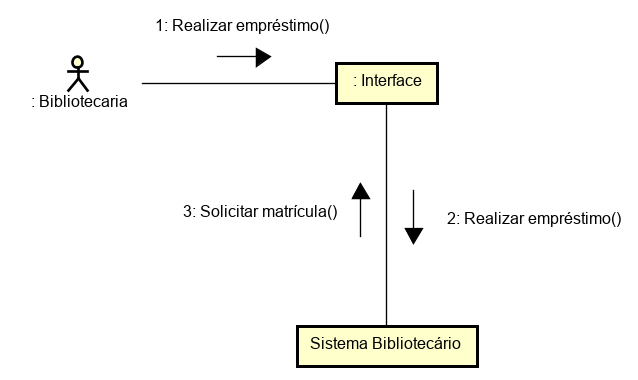 1: Realizar empréstimo()
: Interface
: Bibliotecaria
3: Solicitar matrícula()
2: Realizar empréstimo()
Sistema Bibliotecário